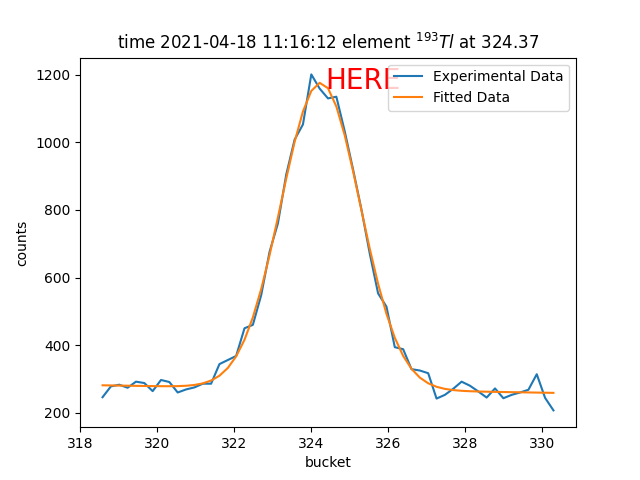 time 2021-04-18 11:16:12 element ¹⁹³Tl at 324.37
HERE
Experimental Data
Fitted Data
counts
1200
1000
800
600
400
200
318 320 322 324 326 328 330
bucket